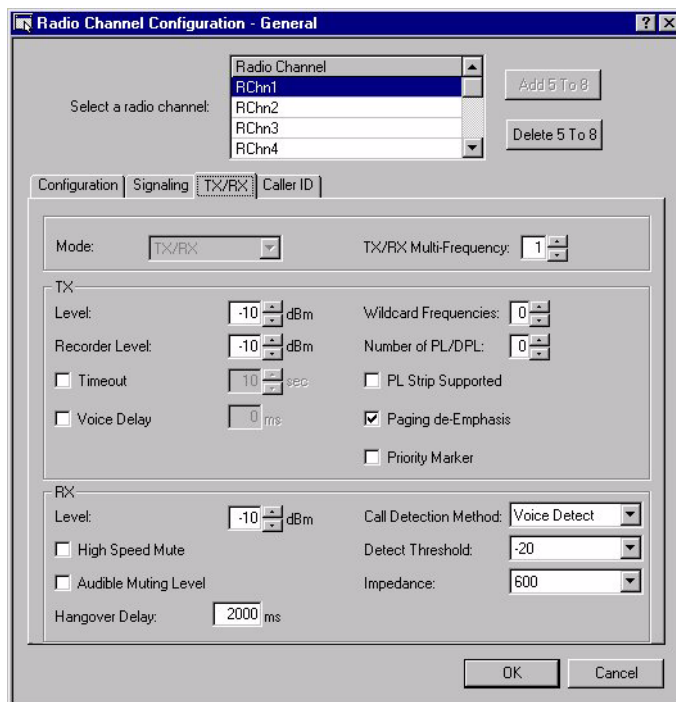 Radio Channel Configuration - General
Radio Channel
RChn1
Select a radio channel:
RChn2
RChn3
RChn4
Add 5 To 8
Delete 5 To 8
Configuration Signaling TX/RX Caller ID
Mode: TX/RX TX/RX Multi-Frequency: 1
TX
Level: -10 dBm Wildcard Frequencies: 0
Recorder Level: -10 dBm Number of PL/DPL: 0
Timeout 10 sec PL Strip Supported
Voice Delay 0 ms Paging de-Emphasis
Priority Marker
RX
Level: -10 dBm Call Detection Method: Voice Detect
High Speed Mute Detect Threshold: -20
Audible Muting Level Impedance: 600
Hangover Delay: 2000 ms
OK Cancel